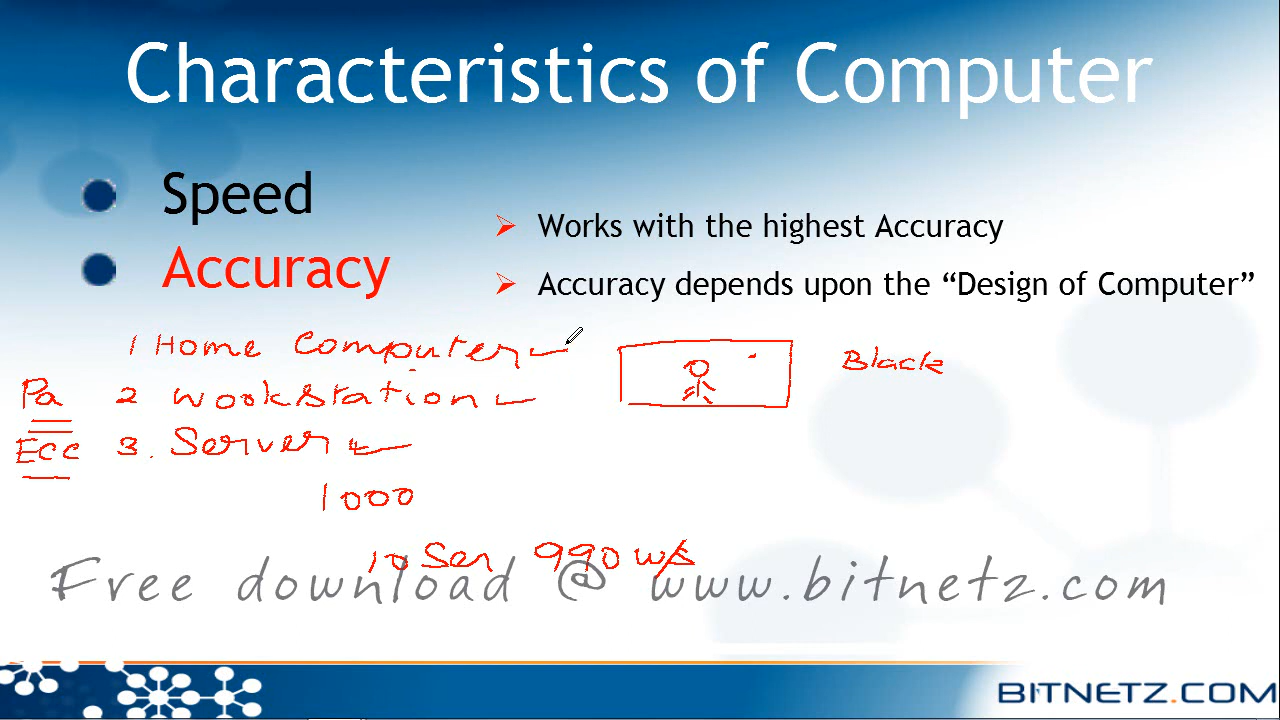 Characteristics of Computer
Speed
Works with the highest Accuracy
Accuracy
Accuracy depends upon the “Design of Computer”
1 Home Computer
Black
Pa 2 Workstation
ECC 3. Server
1000
10 Ser 990 w/s
Free download @ www.bitnetz.com
BITNETZ.COM